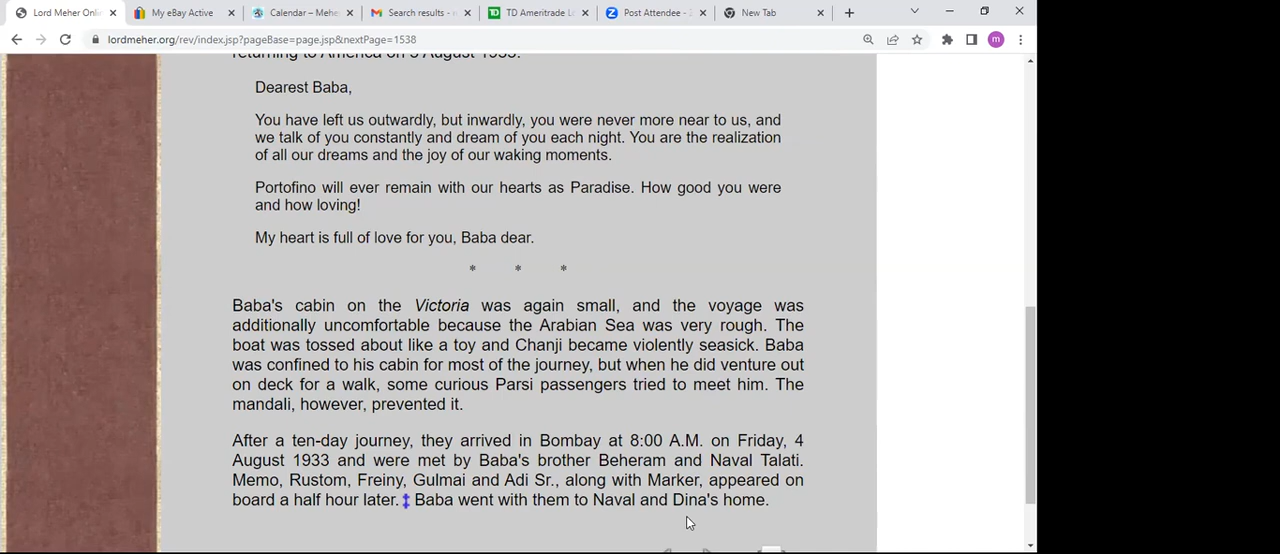 Lord Meher Onli
My eBay Active
Calendar – Mehe
Search results - e
TD Ameritrade Li
Post Attendee - Z
New Tab
lordmeher.org/rev/index.jsp?pageBase=page.jsp&nextPage=1538
m
returning to America on 5 August 1933:
Dearest Baba,
You have left us outwardly, but inwardly, you were never more near to us, and
we talk of you constantly and dream of you each night. You are the realization
of all our dreams and the joy of our waking moments.
Portofino will ever remain with our hearts as Paradise. How good you were
and how loving!
My heart is full of love for you, Baba dear.
* * *
Baba's cabin on the Victoria was again small, and the voyage was
additionally uncomfortable because the Arabian Sea was very rough. The
boat was tossed about like a toy and Chanji became violently seasick. Baba
was confined to his cabin for most of the journey, but when he did venture out
on deck for a walk, some curious Parsi passengers tried to meet him. The
mandali, however, prevented it.
After a ten-day journey, they arrived in Bombay at 8:00 A.M. on Friday, 4
August 1933 and were met by Baba's brother Beheram and Naval Talati.
Memo, Rustom, Freiny, Gulmai and Adi Sr., along with Marker, appeared on
board a half hour later.‡ Baba went with them to Naval and Dina's home.